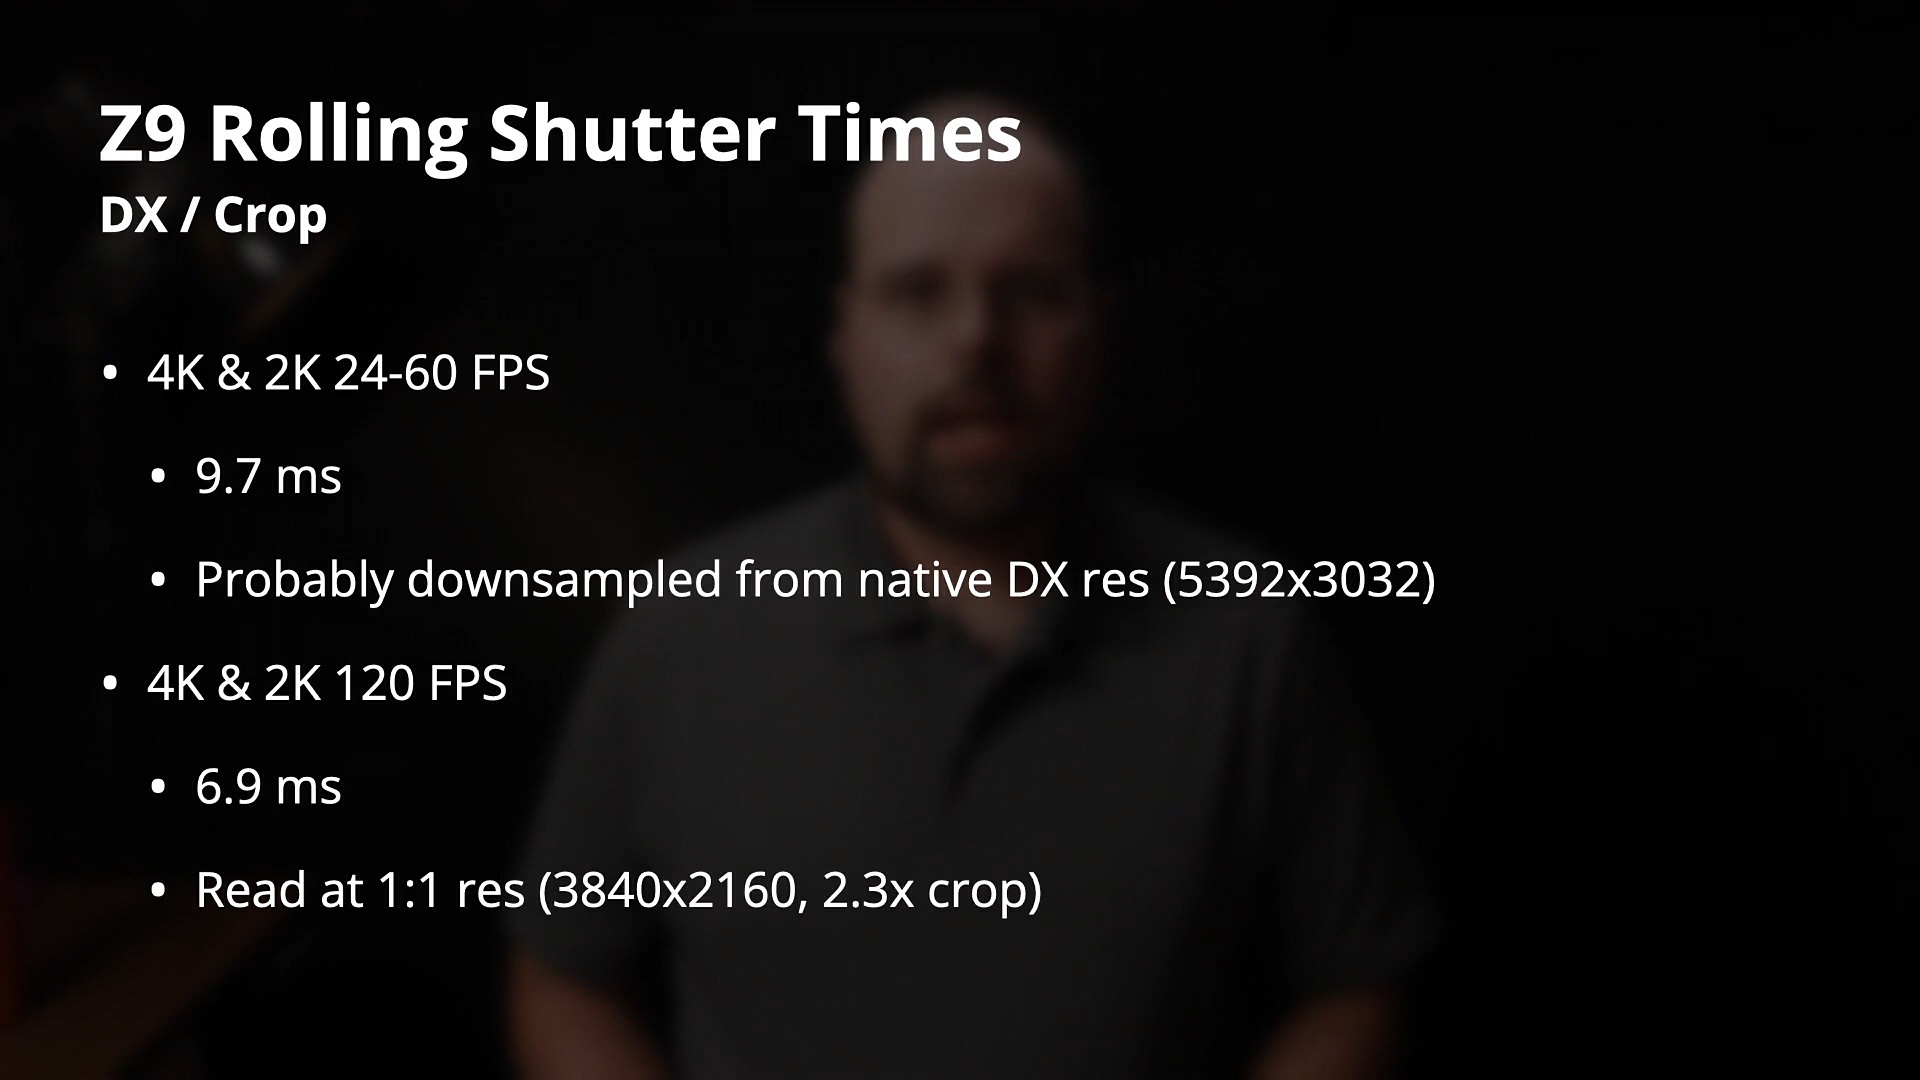 Z9 Rolling Shutter Times
DX / Crop
• 4K & 2K 24-60 FPS
• 9.7 ms
• Probably downsampled from native DX res (5392x3032)
• 4K & 2K 120 FPS
• 6.9 ms
• Read at 1:1 res (3840x2160, 2.3x crop)